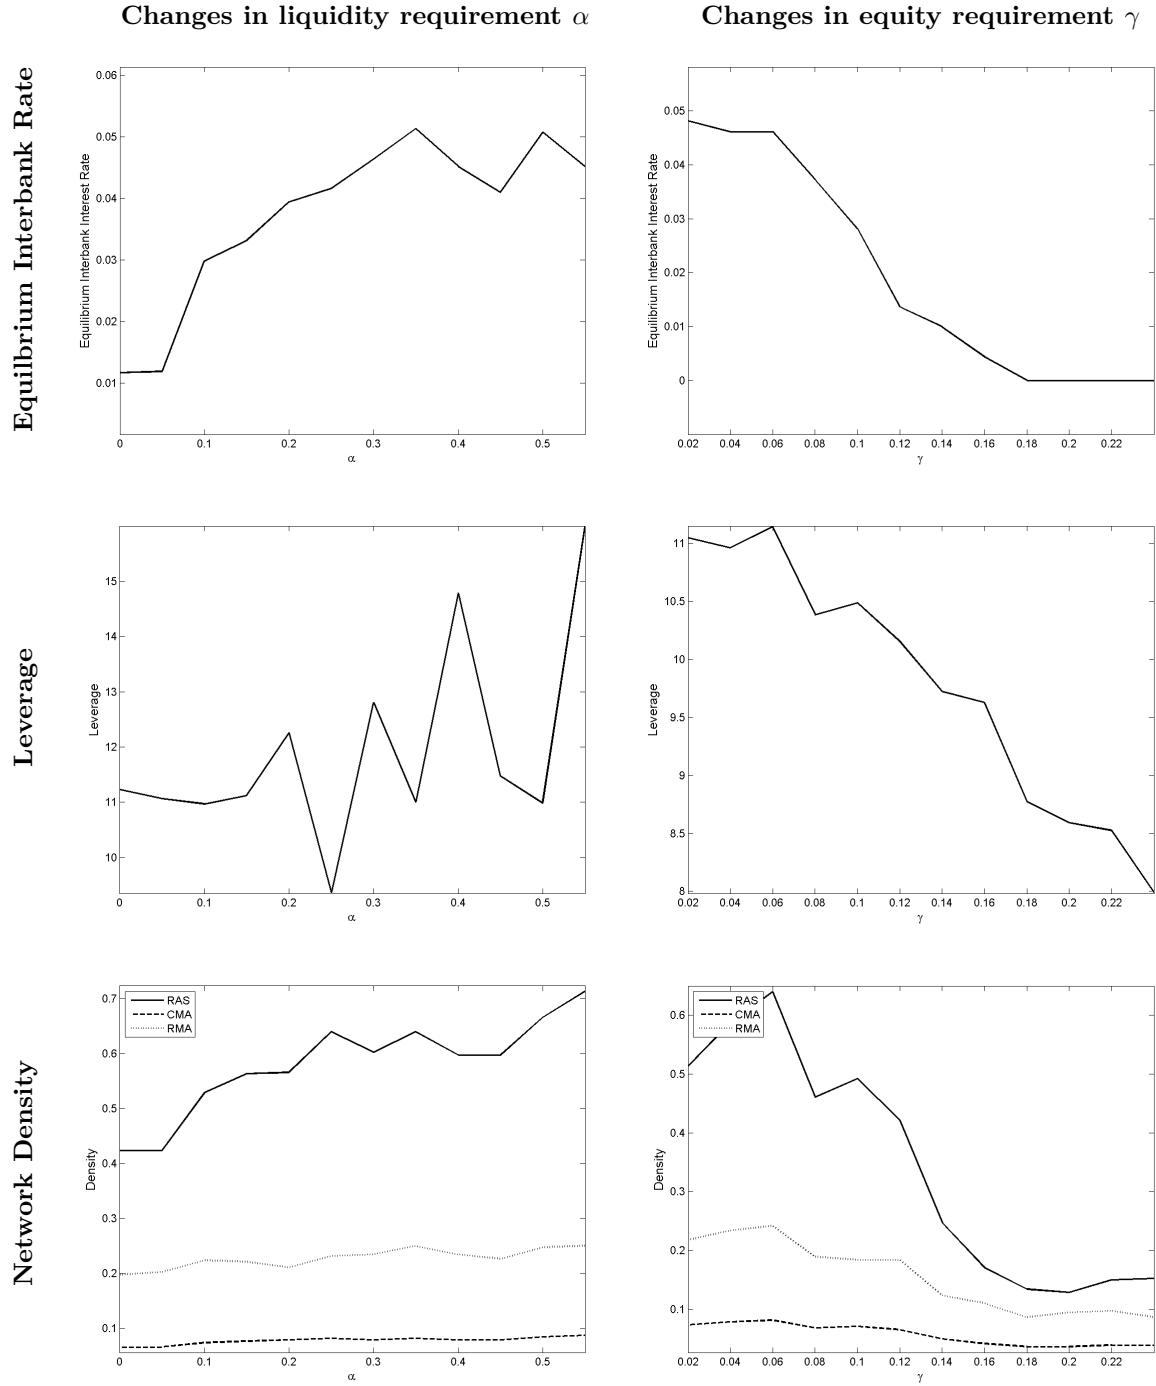 Changes in liquidity requirement α
Changes in equity requirement γ
Equilbrium Interbank Rate
Equilibrium Interbank Interest Rate
0.06
0.05
0.04
0.03
0.02
0.01
0 0.1 0.2 0.3 0.4 0.5
α
Equilibrium Interbank Interest Rate
0.05
0.04
0.03
0.02
0.01
0
0.02 0.04 0.06 0.08 0.1 0.12 0.14 0.16 0.18 0.2 0.22
γ
Leverage
Leverage
15
14
13
12
11
10
0 0.1 0.2 0.3 0.4 0.5
α
Leverage
11
10.5
10
9.5
9
8.5
8
0.02 0.04 0.06 0.08 0.1 0.12 0.14 0.16 0.18 0.2 0.22
γ
Network Density
Density
0.7
0.6
0.5
0.4
0.3
0.2
0.1
RAS
CMA
RMA
0 0.1 0.2 0.3 0.4 0.5
α
Density
0.6
0.5
0.4
0.3
0.2
0.1
RAS
CMA
RMA
0.02 0.04 0.06 0.08 0.1 0.12 0.14 0.16 0.18 0.2 0.22
γ